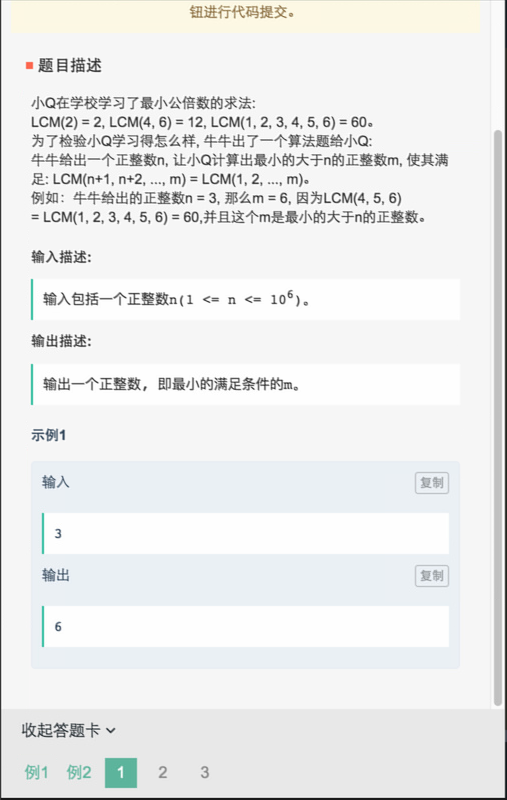 钮进行代码提交。
题目描述
小Q在学校学习了最小公倍数的求法:
LCM(2) = 2, LCM(4, 6) = 12, LCM(1, 2, 3, 4, 5, 6) = 60。
为了检验小Q学习得怎么样, 牛牛出了一个算法题给小Q:
牛牛给出一个正整数n, 让小Q计算出最小的大于n的正整数m, 使其满
足: LCM(n+1, n+2, ..., m) = LCM(1, 2, ..., m)。
例如：牛牛给出的正整数n = 3, 那么m = 6, 因为LCM(4, 5, 6)
= LCM(1, 2, 3, 4, 5, 6) = 60,并且这个m是最小的大于n的正整数。
输入描述:
输入包括一个正整数n(1 <= n <= 10^6)。
输出描述:
输出一个正整数, 即最小的满足条件的m。
示例1
输入 复制
3
输出 复制
6
收起答题卡
例1 例2 1 2 3